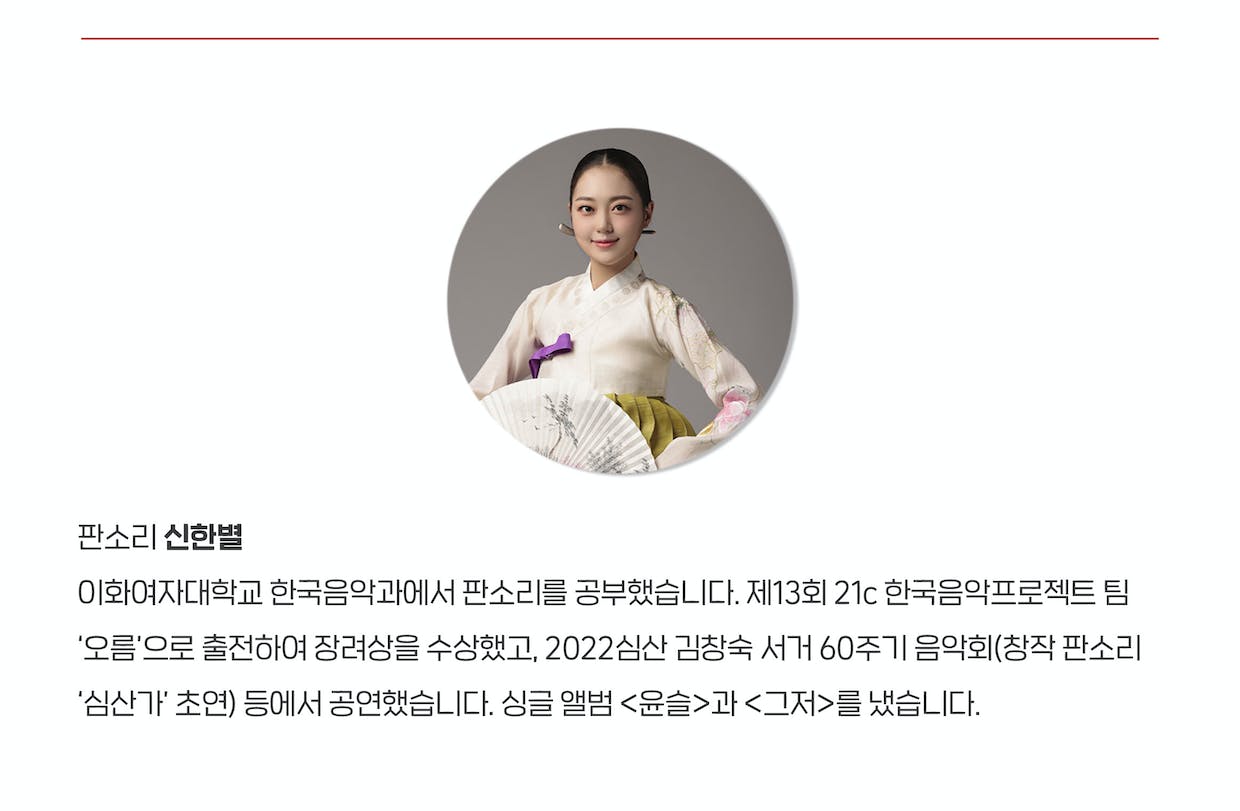 판소리 신한별
이화여자대학교 한국음악과에서 판소리를 공부했습니다. 제13회 21c 한국음악프로젝트 팀
‘오름’으로 출전하여 장려상을 수상했고, 2022심산 김창숙 서거 60주기 음악회(창작 판소리
‘심산가’ 초연) 등에서 공연했습니다. 싱글 앨범 <윤슬>과 <그저>를 냈습니다.